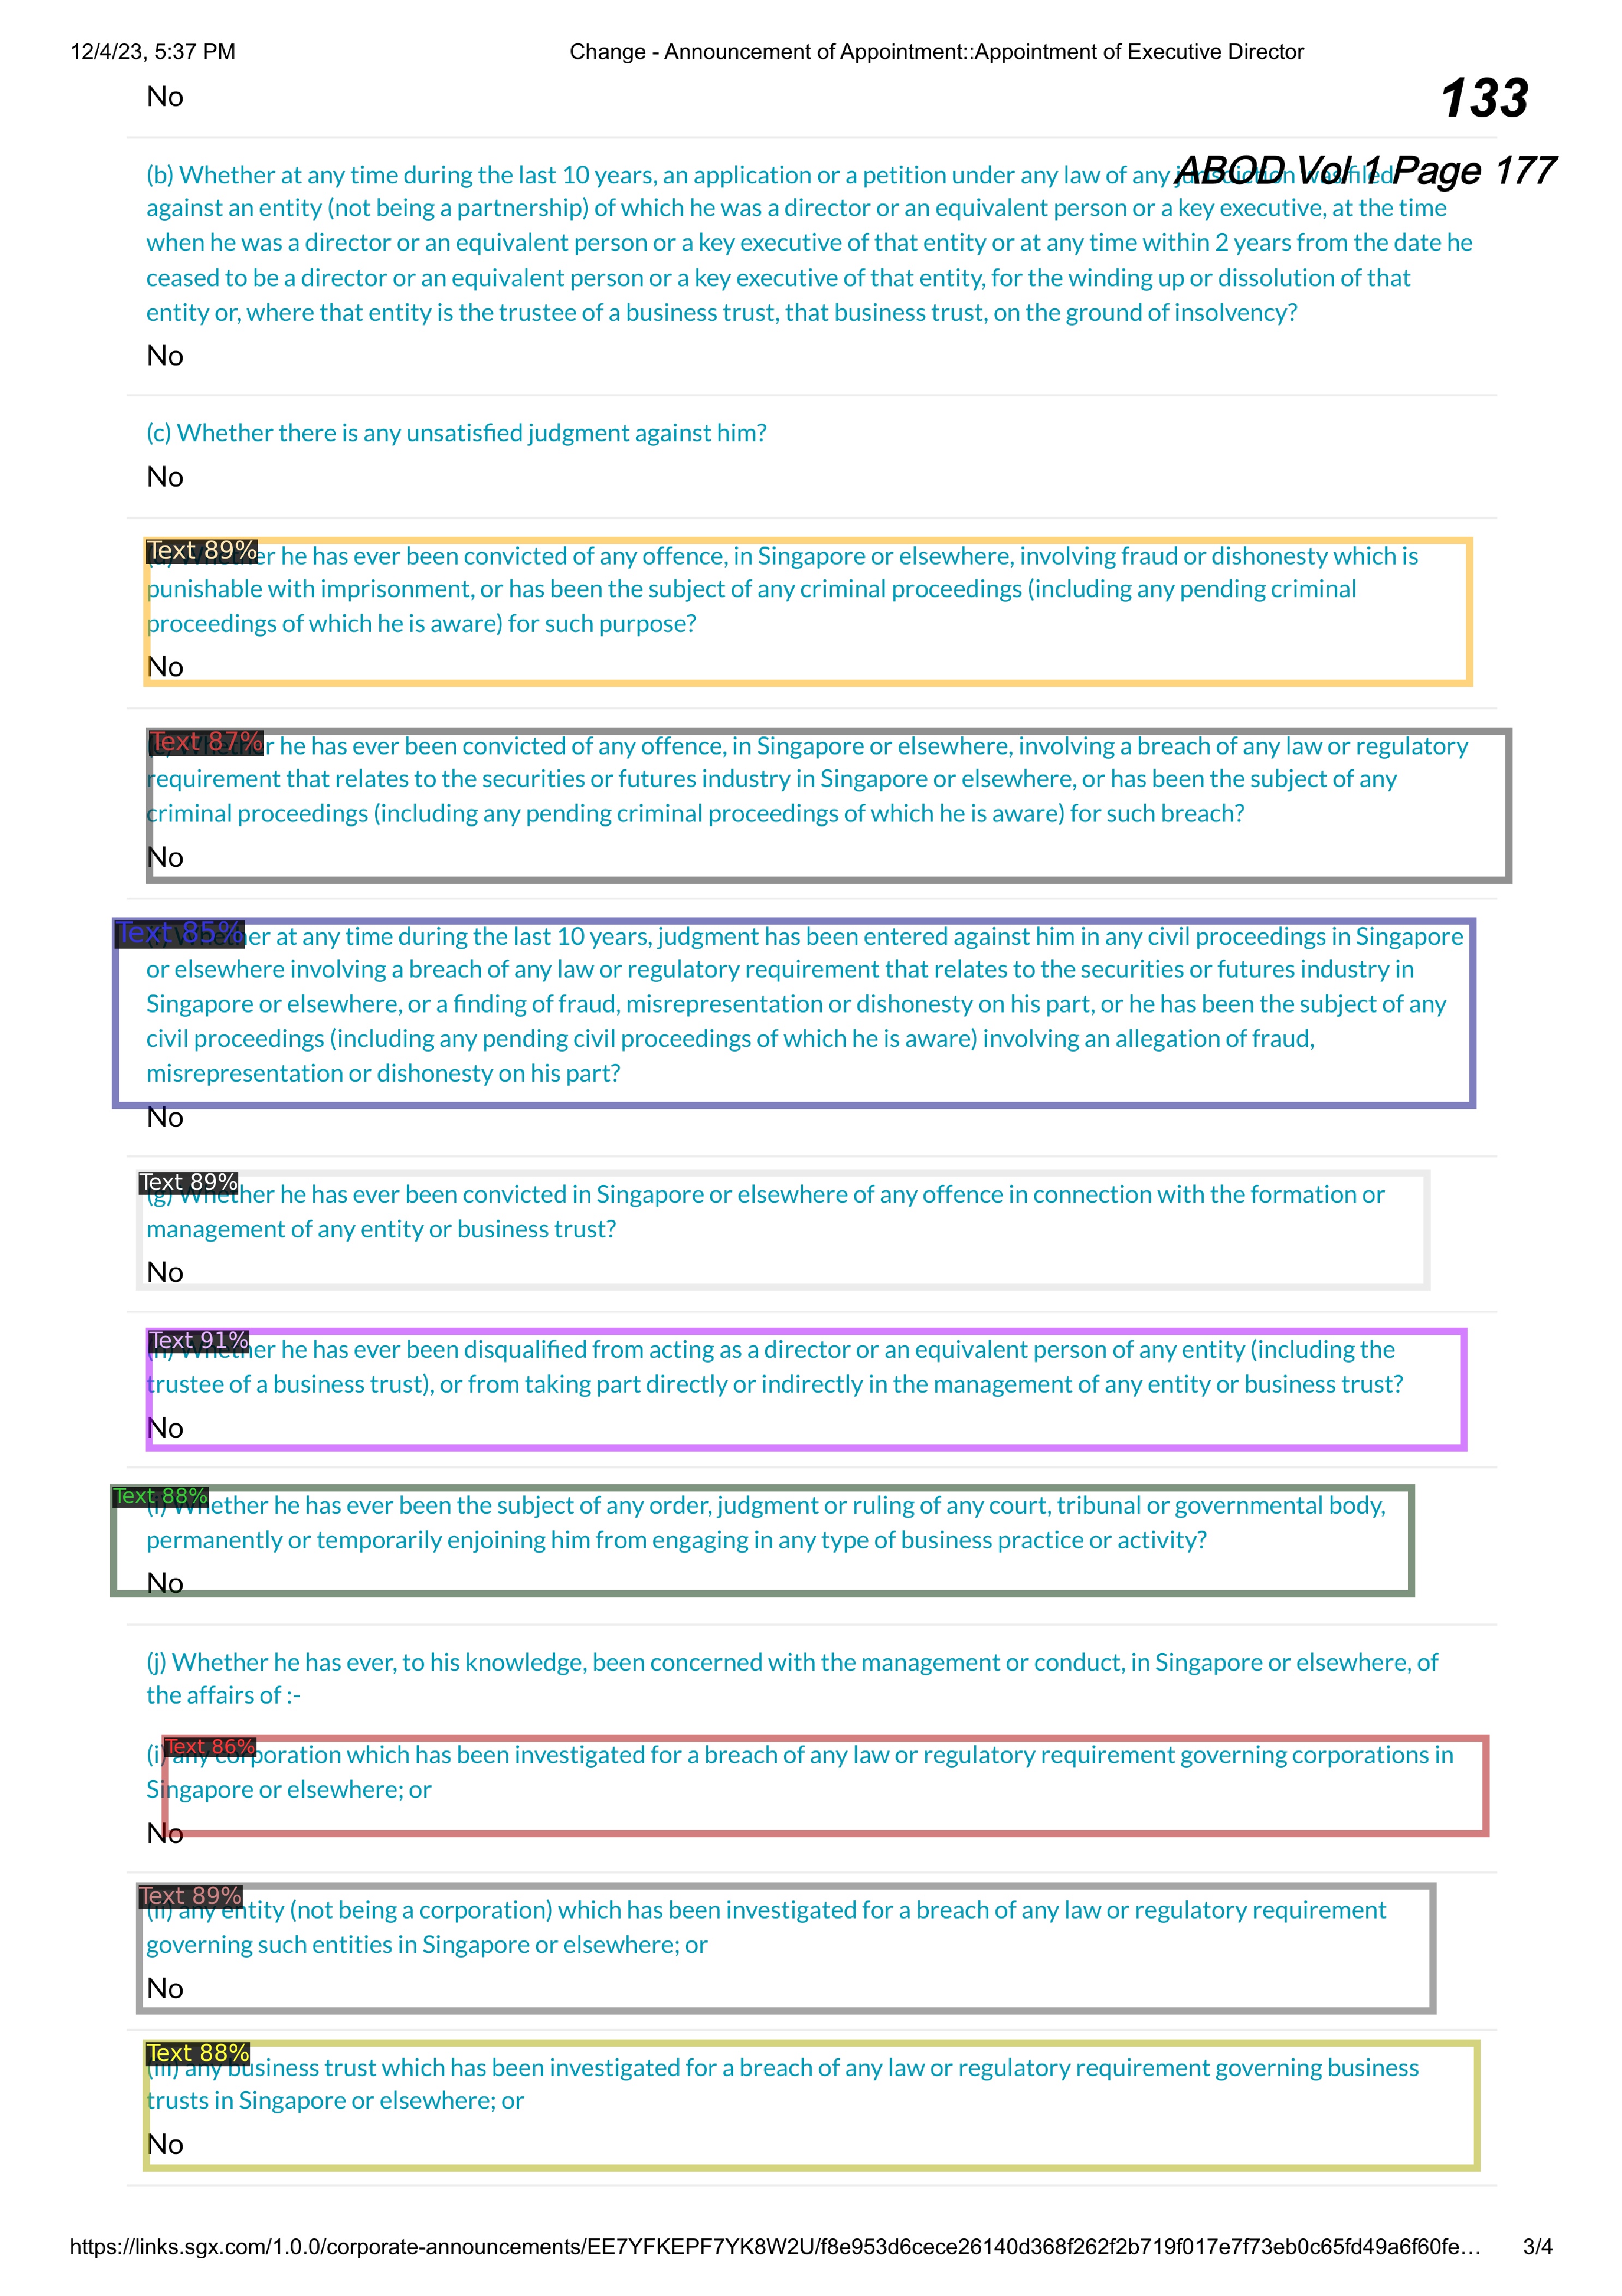 12/4/23, 5:37 PM Change - Announcement of Appointment::Appointment of Executive Director
No
133
ABOD Vol 1 Page 177
(b) Whether at any time during the last 10 years, an application or a petition under any law of any jurisdiction was filed
against an entity (not being a partnership) of which he was a director or an equivalent person or a key executive, at the time
when he was a director or an equivalent person or a key executive of that entity or at any time within 2 years from the date he
ceased to be a director or an equivalent person or a key executive of that entity, for the winding up or dissolution of that
entity or, where that entity is the trustee of a business trust, that business trust, on the ground of insolvency?
No
(c) Whether there is any unsatisfied judgment against him?
No
Text 89%
(d) Whether he has ever been convicted of any offence, in Singapore or elsewhere, involving fraud or dishonesty which is
punishable with imprisonment, or has been the subject of any criminal proceedings (including any pending criminal
proceedings of which he is aware) for such purpose?
No
Text 87%
(e) Whether he has ever been convicted of any offence, in Singapore or elsewhere, involving a breach of any law or regulatory
requirement that relates to the securities or futures industry in Singapore or elsewhere, or has been the subject of any
criminal proceedings (including any pending criminal proceedings of which he is aware) for such breach?
No
Text 85%
(f) Whether at any time during the last 10 years, judgment has been entered against him in any civil proceedings in Singapore
or elsewhere involving a breach of any law or regulatory requirement that relates to the securities or futures industry in
Singapore or elsewhere, or a finding of fraud, misrepresentation or dishonesty on his part, or he has been the subject of any
civil proceedings (including any pending civil proceedings of which he is aware) involving an allegation of fraud,
misrepresentation or dishonesty on his part?
No
Text 89%
(g) Whether he has ever been convicted in Singapore or elsewhere of any offence in connection with the formation or
management of any entity or business trust?
No
Text 91%
(h) Whether he has ever been disqualified from acting as a director or an equivalent person of any entity (including the
trustee of a business trust), or from taking part directly or indirectly in the management of any entity or business trust?
No
Text 88%
(i) Whether he has ever been the subject of any order, judgment or ruling of any court, tribunal or governmental body,
permanently or temporarily enjoining him from engaging in any type of business practice or activity?
No
(j) Whether he has ever, to his knowledge, been concerned with the management or conduct, in Singapore or elsewhere, of
the affairs of :-
Text 86%
(i) any corporation which has been investigated for a breach of any law or regulatory requirement governing corporations in
Singapore or elsewhere; or
No
Text 89%
(ii) any entity (not being a corporation) which has been investigated for a breach of any law or regulatory requirement
governing such entities in Singapore or elsewhere; or
No
Text 88%
(iii) any business trust which has been investigated for a breach of any law or regulatory requirement governing business
trusts in Singapore or elsewhere; or
No
https://links.sgx.com/1.0.0/corporate-announcements/EE7YFKEPF7YK8W2U/f8e953d6cece26140d368f262f2b719f017e7f73eb0c65fd49a6f60fe… 3/4